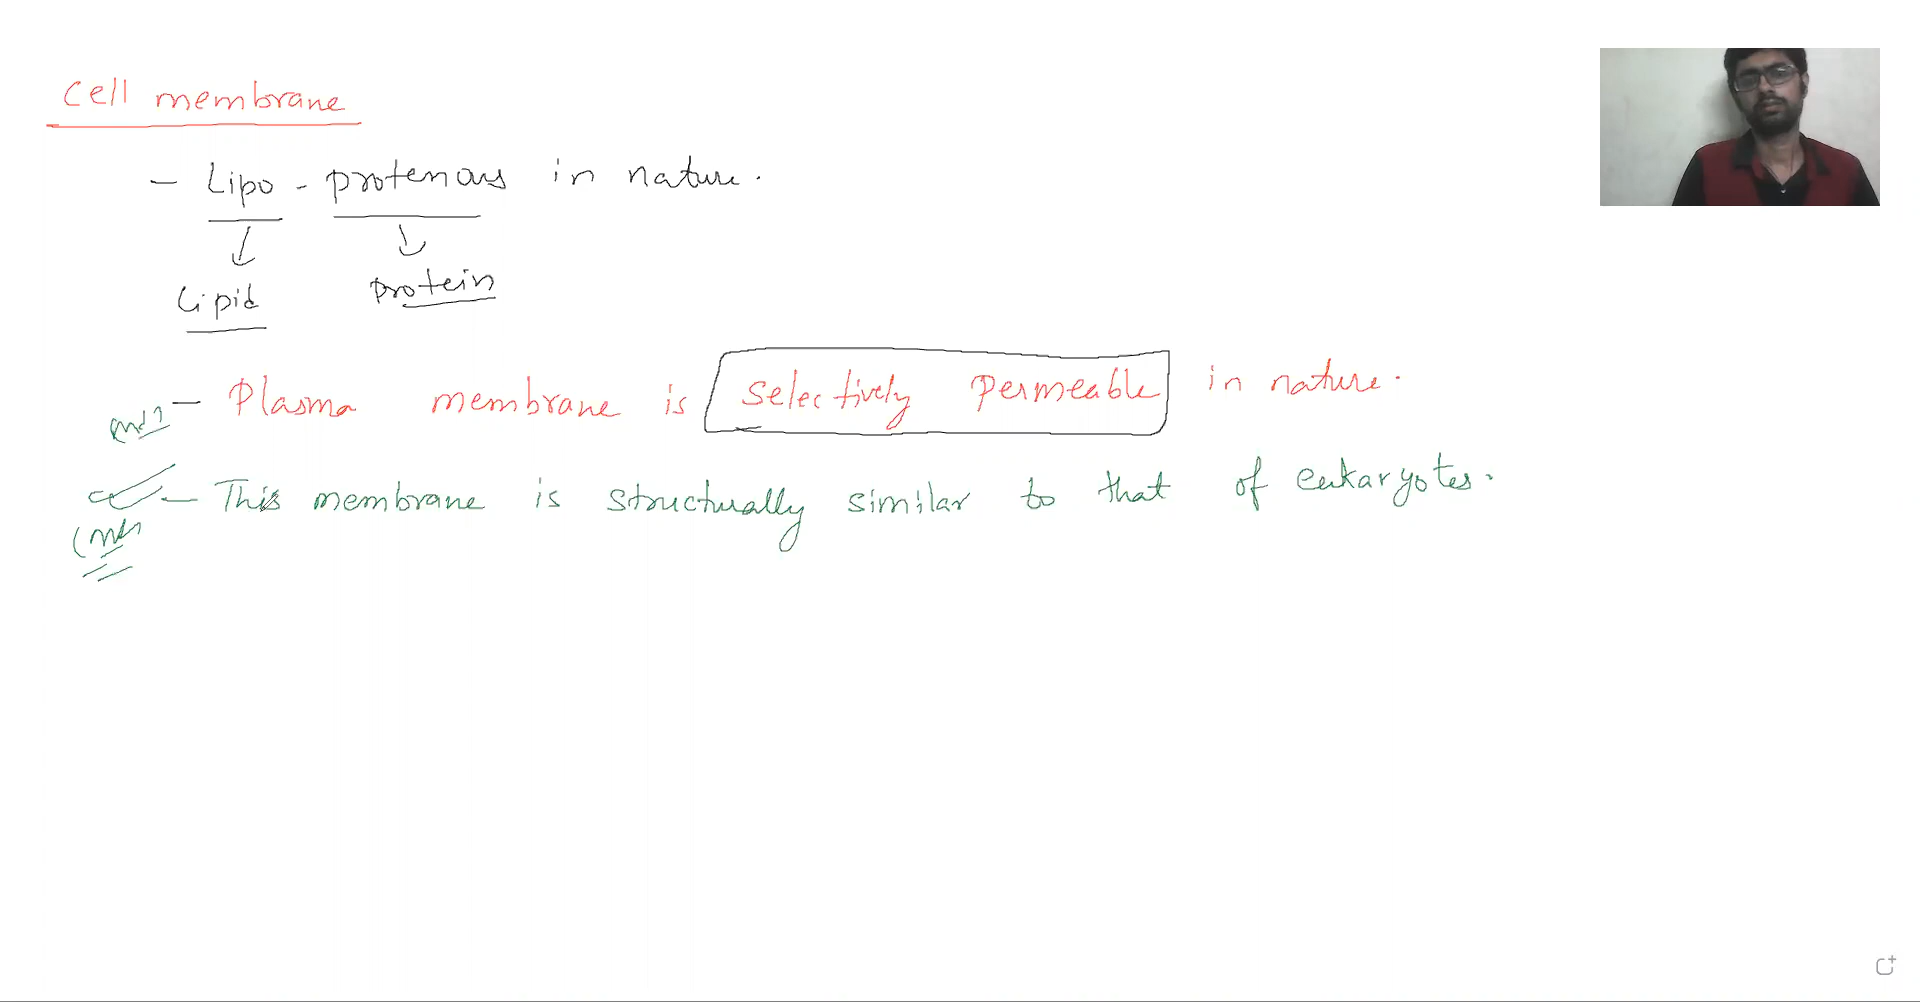 Cell membrane
- Lipo - protenous in nature.
Lipid protein
- Plasma membrane is selectively permeable in nature.
- This membrane is structurally similar to that of eukaryotes.